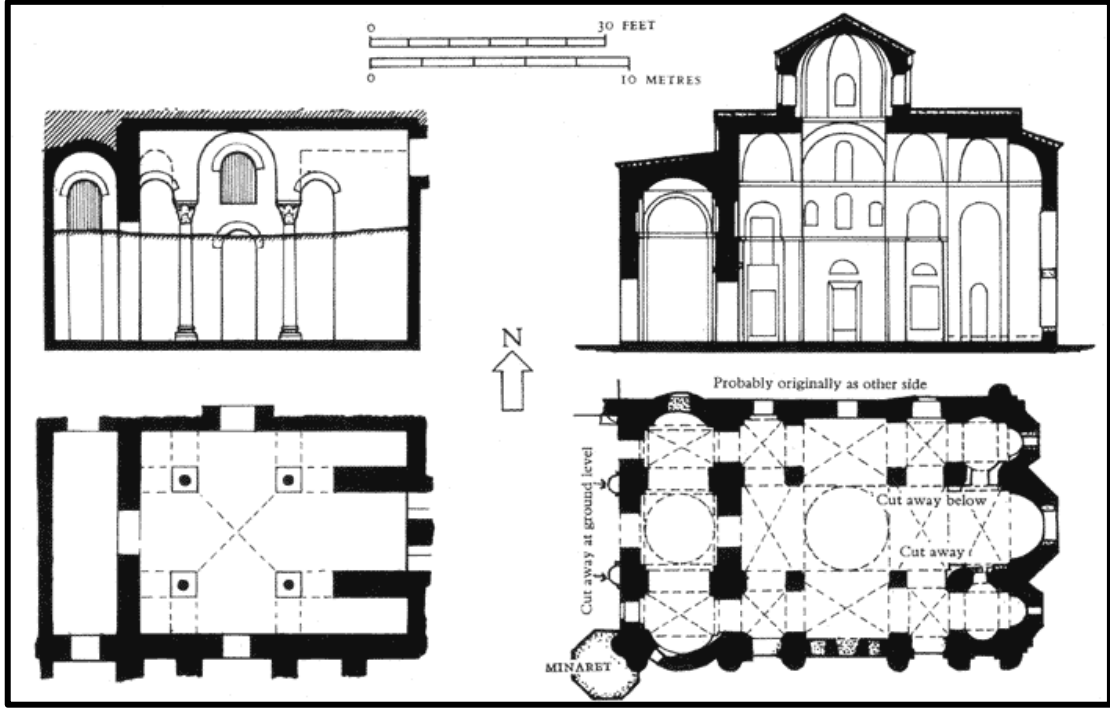 0 30 FEET
0 10 METRES
N
Probably originally as other side
Cut away at ground level
Cut away below
Cut away
MINARET